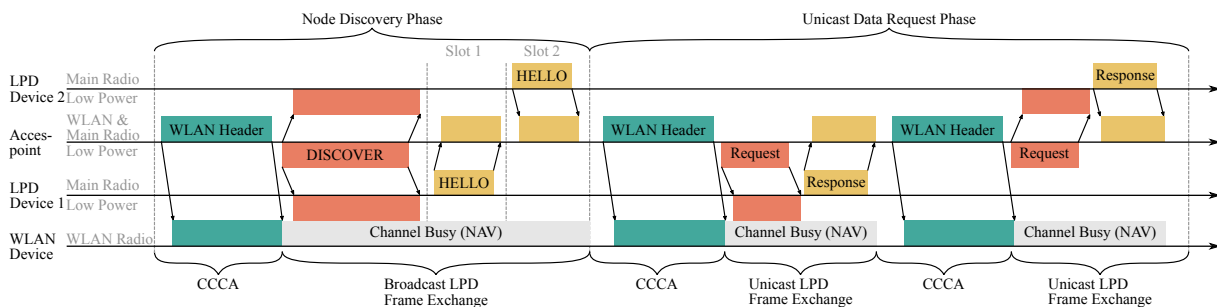 Node Discovery Phase
Unicast Data Request Phase
Slot 1
Slot 2
LPD
Device 2
Main Radio
Low Power
HELLO
Response
Acces-
point
WLAN &
Main Radio
Low Power
WLAN Header
DISCOVER
WLAN Header
Request
WLAN Header
Request
LPD
Device 1
Main Radio
Low Power
HELLO
Response
WLAN
Device
WLAN Radio
Channel Busy (NAV)
Channel Busy (NAV)
Channel Busy (NAV)
CCCA
Broadcast LPD
Frame Exchange
CCCA
Unicast LPD
Frame Exchange
CCCA
Unicast LPD
Frame Exchange